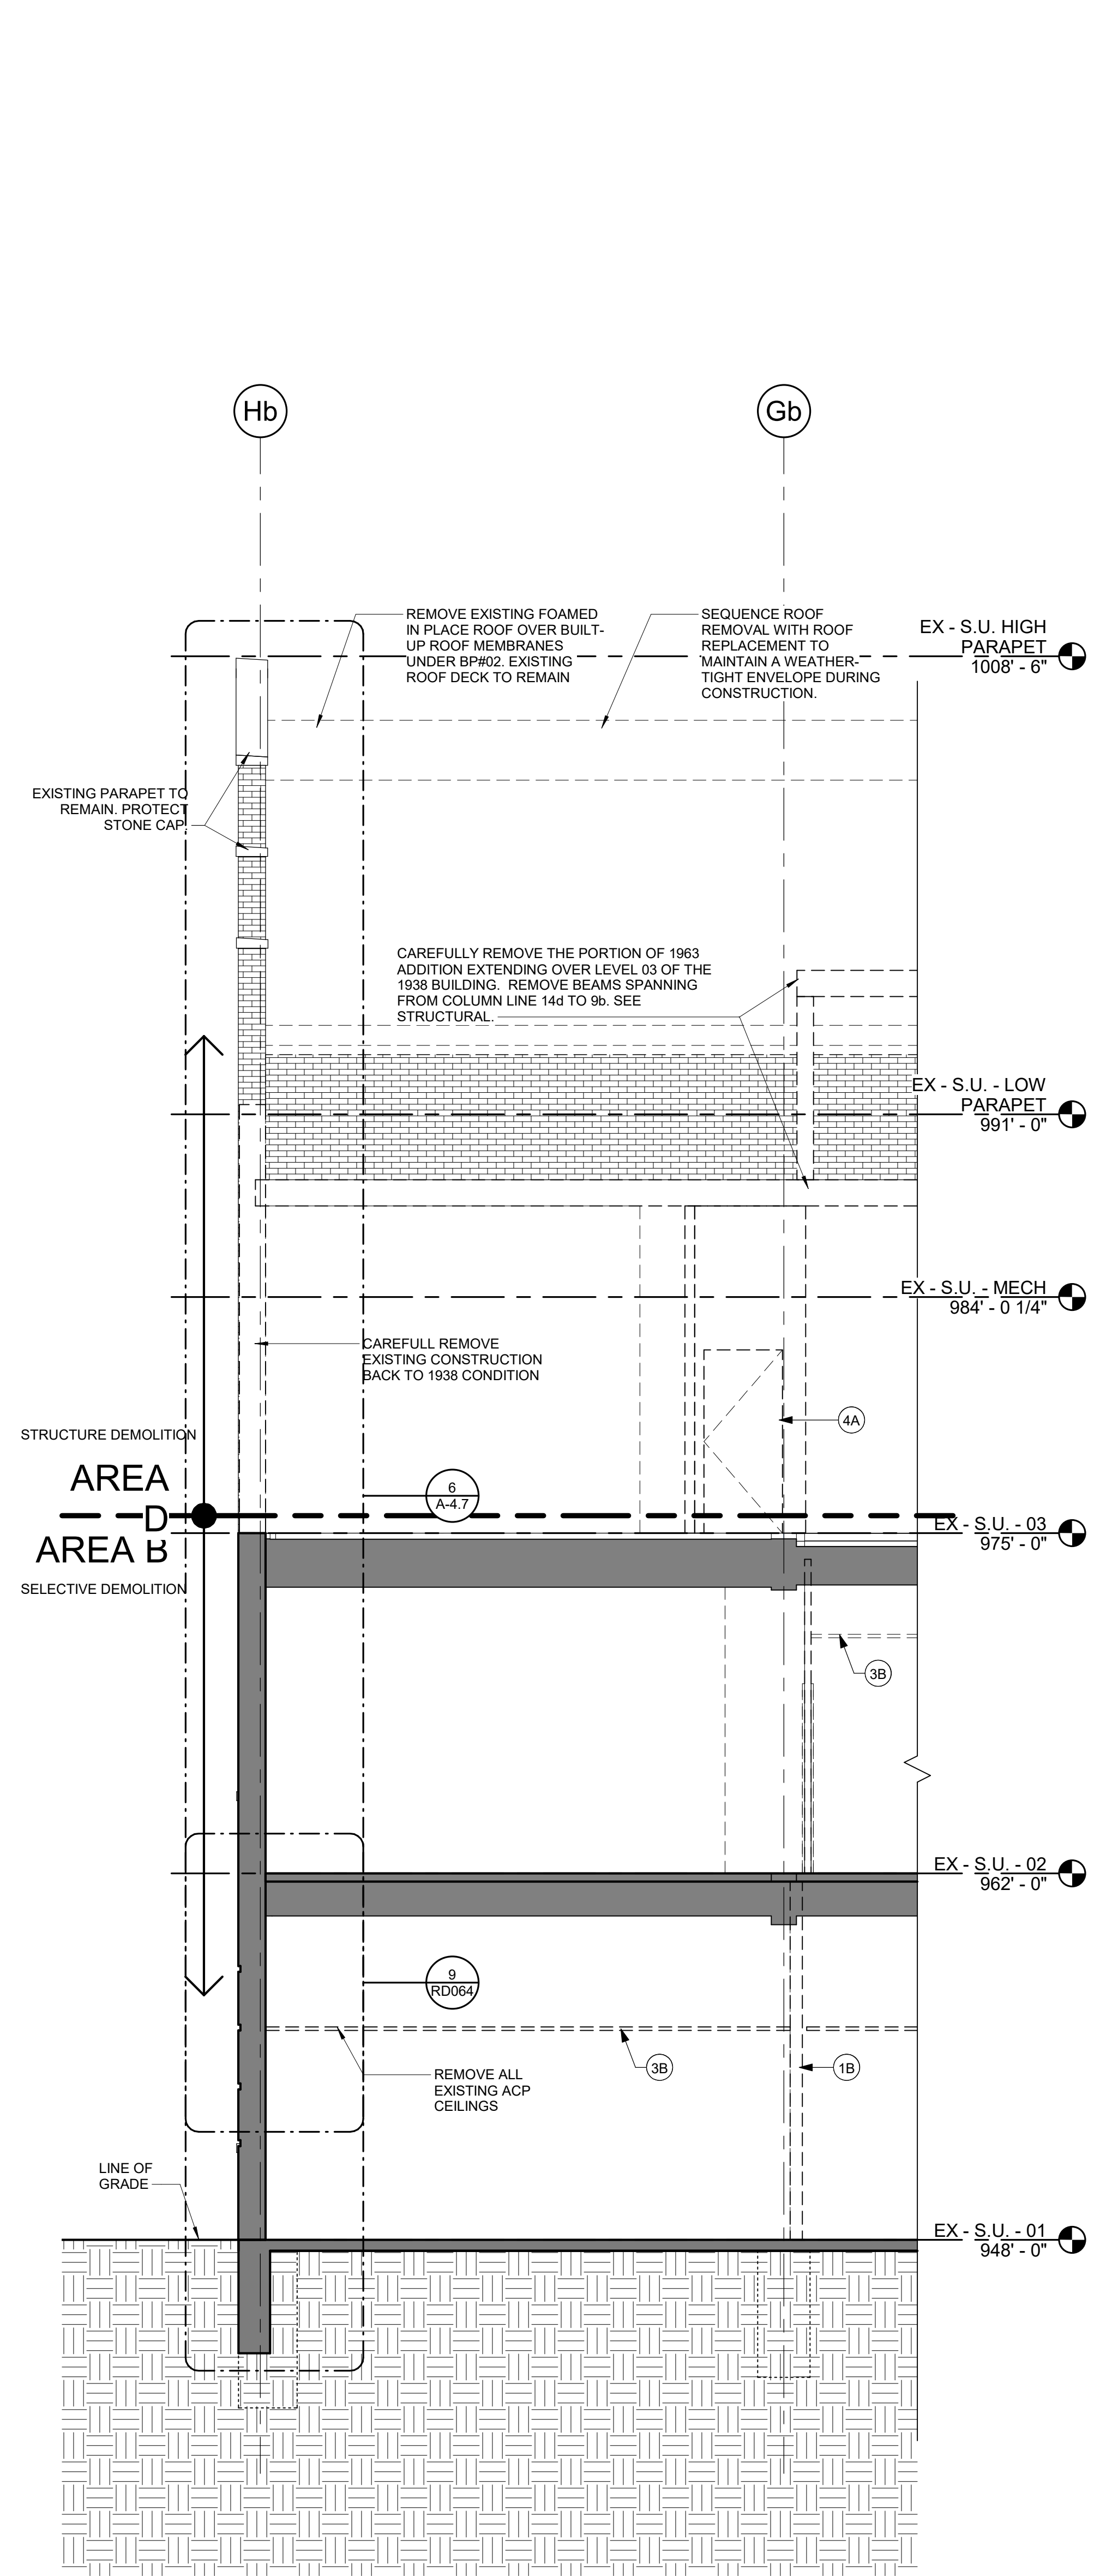 Hb
Gb
REMOVE EXISTING FOAMED
IN PLACE ROOF OVER BUILT-
UP ROOF MEMBRANES
UNDER BP#02. EXISTING
ROOF DECK TO REMAIN
SEQUENCE ROOF
REMOVAL WITH ROOF
REPLACEMENT TO
MAINTAIN A WEATHER-
TIGHT ENVELOPE DURING
CONSTRUCTION.
EX - S.U. HIGH
PARAPET
1008' - 6"
EXISTING PARAPET TO
REMAIN. PROTECT
STONE CAP.
CAREFULLY REMOVE THE PORTION OF 1963
ADDITION EXTENDING OVER LEVEL 03 OF THE
1938 BUILDING. REMOVE BEAMS SPANNING
FROM COLUMN LINE 14d TO 9b. SEE
STRUCTURAL.
EX - S.U. - LOW
PARAPET
991' - 0"
EX - S.U. - MECH
984' - 0 1/4"
CAREFULL REMOVE
EXISTING CONSTRUCTION
BACK TO 1938 CONDITION
4A
STRUCTURE DEMOLITION
AREA
D
6
A-4.7
EX - S.U. - 03
975' - 0"
AREA B
SELECTIVE DEMOLITION
3B
EX - S.U. - 02
962' - 0"
9
RD064
3B
1B
REMOVE ALL
EXISTING ACP
CEILINGS
LINE OF
GRADE
EX - S.U. - 01
948' - 0"